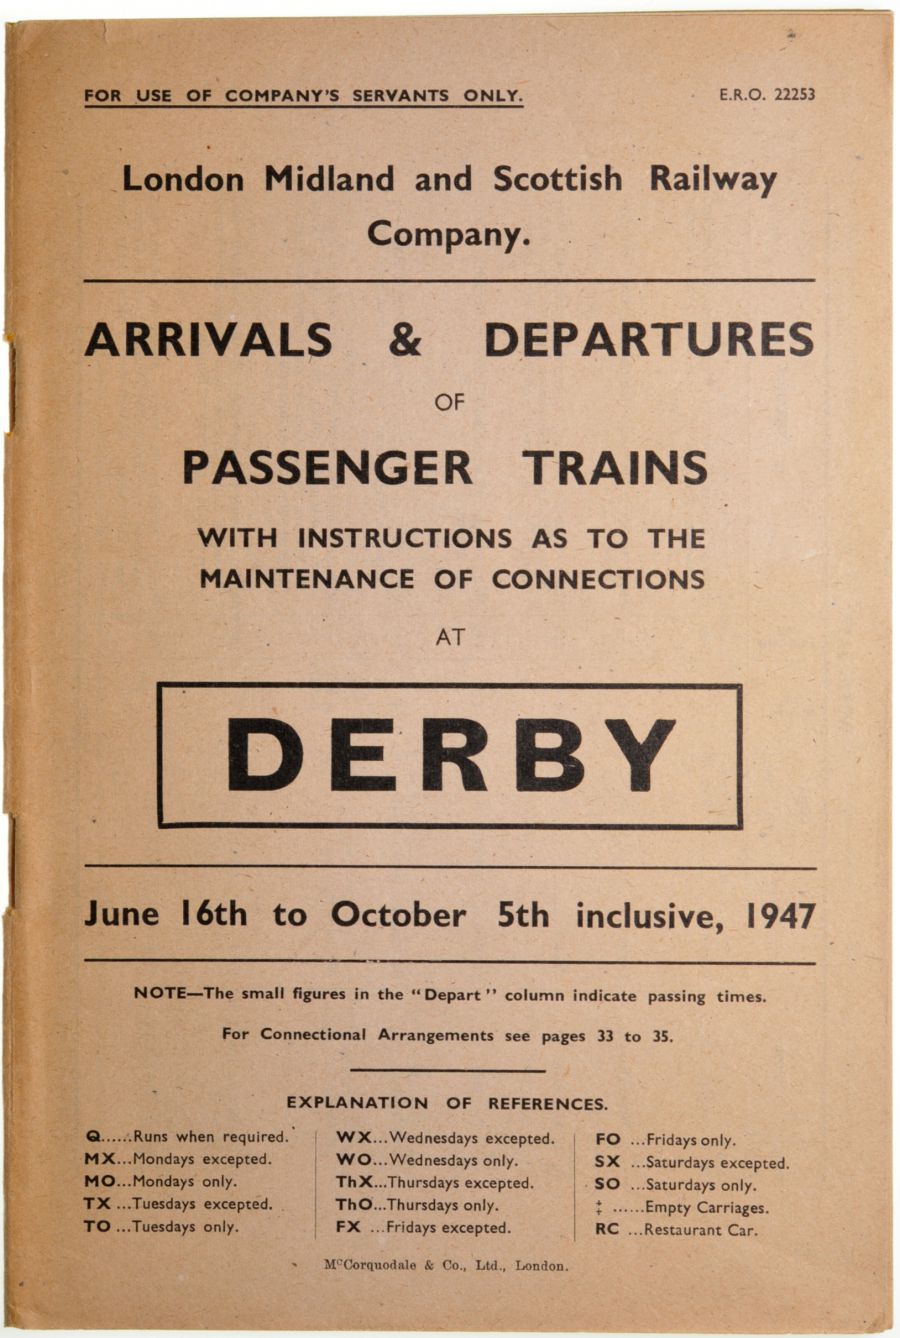 FOR USE OF COMPANY'S SERVANTS ONLY.
E.R.O. 22253
London Midland and Scottish Railway
Company.
ARRIVALS & DEPARTURES
OF
PASSENGER TRAINS
WITH INSTRUCTIONS AS TO THE
MAINTENANCE OF CONNECTIONS
AT
DERBY
June 16th to October 5th inclusive, 1947
NOTE—The small figures in the “Depart” column indicate passing times.
For Connectional Arrangements see pages 33 to 35.
EXPLANATION OF REFERENCES.
Q......Runs when required.
MX...Mondays excepted.
MO...Mondays only.
TX ...Tuesdays excepted.
TO ...Tuesdays only.
WX...Wednesdays excepted.
WO...Wednesdays only.
ThX...Thursdays excepted.
ThO...Thursdays only.
FX ...Fridays excepted.
FO ...Fridays only.
SX ...Saturdays excepted.
SO ...Saturdays only.
‡ ......Empty Carriages.
RC ...Restaurant Car.
McCorquodale & Co., Ltd., London.